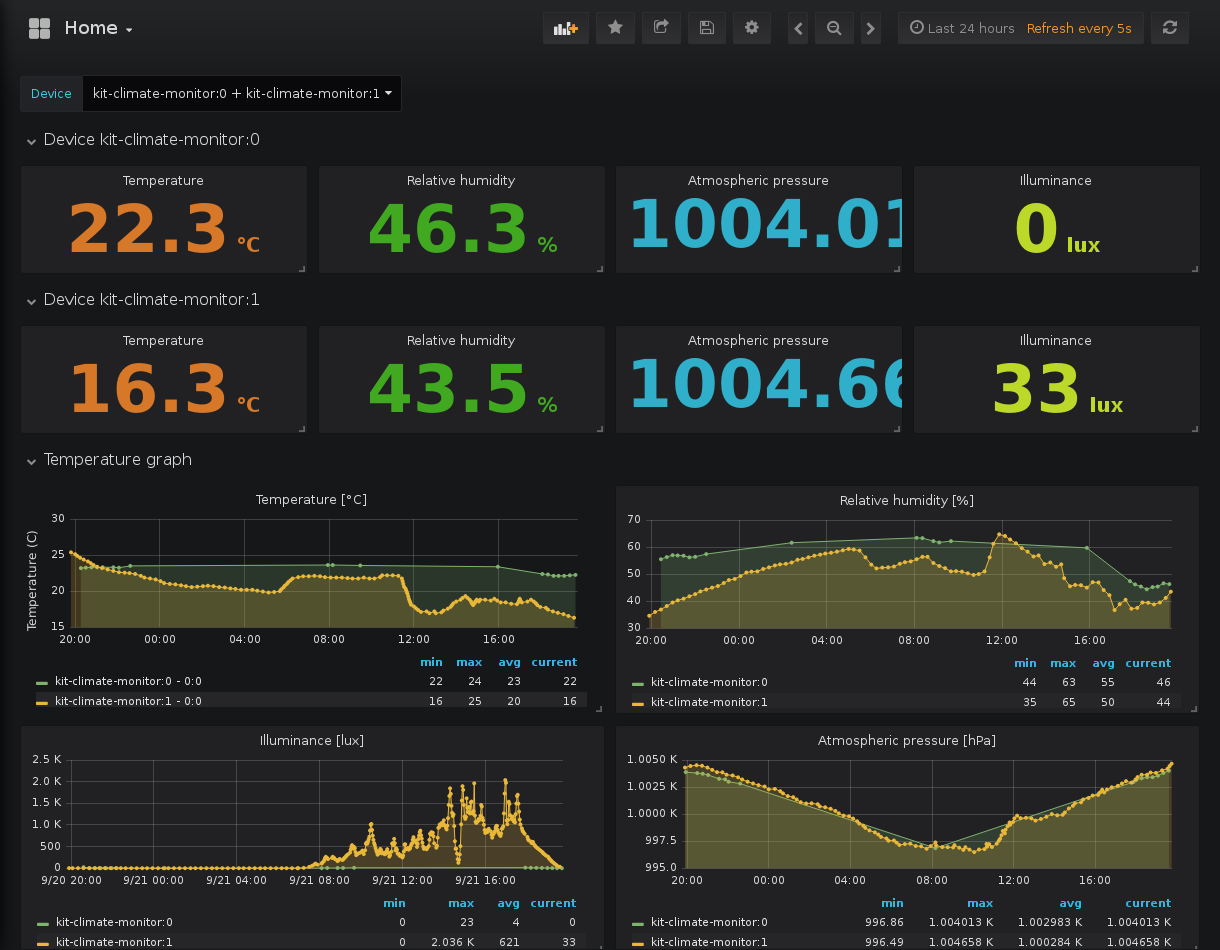 Home
Last 24 hours Refresh every 5s
Device kit-climate-monitor:0 + kit-climate-monitor:1
Device kit-climate-monitor:0
Temperature
22.3 °C
Relative humidity
46.3 %
Atmospheric pressure
1004.01
Illuminance
0 lux
Device kit-climate-monitor:1
Temperature
16.3 °C
Relative humidity
43.5 %
Atmospheric pressure
1004.66
Illuminance
33 lux
Temperature graph
Temperature [°C]
Temperature (C)
30
25
20
15
20:00 00:00 04:00 08:00 12:00 16:00
min max avg current
kit-climate-monitor:0 - 0:0 22 24 23 22
kit-climate-monitor:1 - 0:0 16 25 20 16
Relative humidity [%]
70
60
50
40
30
20:00 00:00 04:00 08:00 12:00 16:00
min max avg current
kit-climate-monitor:0 44 63 55 46
kit-climate-monitor:1 35 65 50 44
Illuminance [lux]
2.5 K
2.0 K
1.5 K
1.0 K
500
0
9/20 20:00 9/21 00:00 9/21 04:00 9/21 08:00 9/21 12:00 9/21 16:00
min max avg current
kit-climate-monitor:0 0 23 4 0
kit-climate-monitor:1 0 2.036 K 621 33
Atmospheric pressure [hPa]
1.0050 K
1.0025 K
1.0000 K
997.5
995.0
20:00 00:00 04:00 08:00 12:00 16:00
min max avg current
kit-climate-monitor:0 996.86 1.004013 K 1.002983 K 1.004013 K
kit-climate-monitor:1 996.49 1.004658 K 1.000284 K 1.004658 K